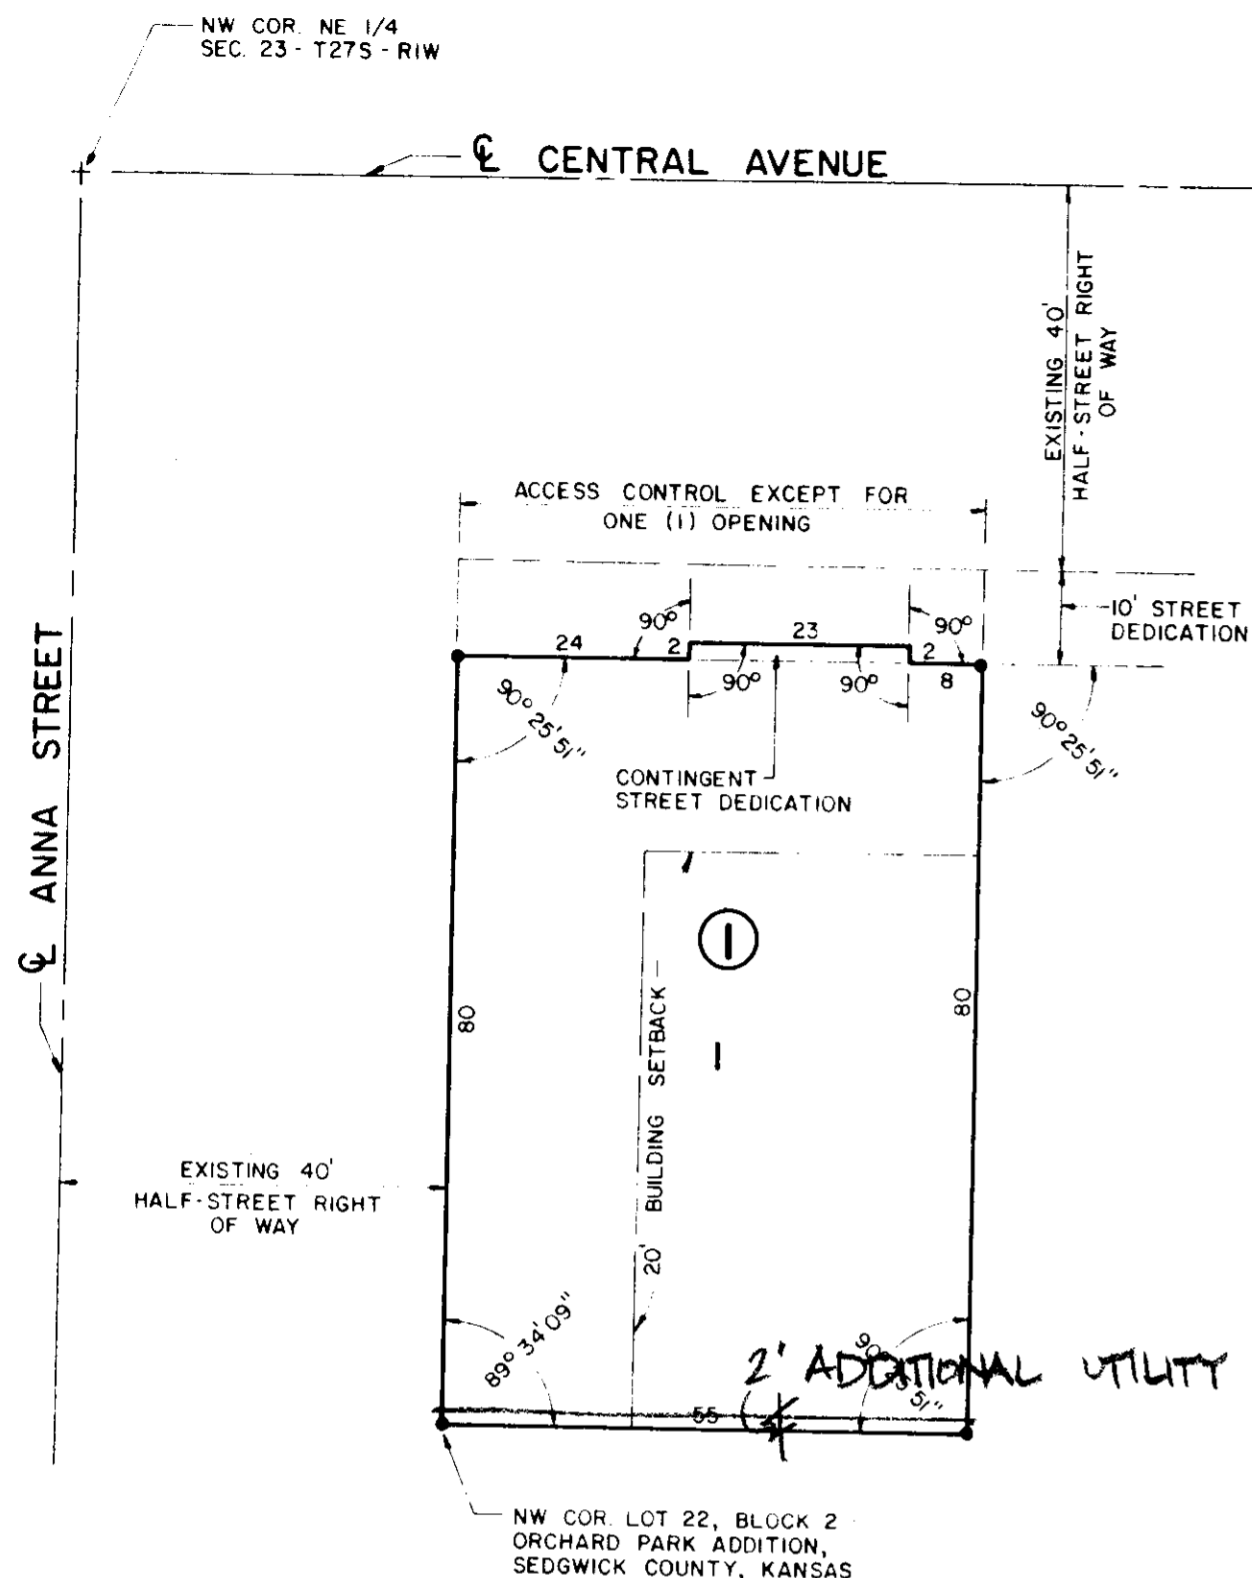 NW COR. NE 1/4
SEC. 23 - T27S - R1W
℄ CENTRAL AVENUE
EXISTING 40'
HALF-STREET RIGHT
OF WAY
ACCESS CONTROL EXCEPT FOR
ONE (1) OPENING
10' STREET
DEDICATION
90°
23
90°
24
2
2
90°
90°
8
90° 25' 51"
90° 25' 51"
CONTINGENT
STREET DEDICATION
℄ ANNA STREET
1
1
80
80
20' BUILDING SETBACK
EXISTING 40'
HALF-STREET RIGHT
OF WAY
89° 34' 09"
2' ADDITIONAL UTILITY
55
NW COR. LOT 22, BLOCK 2
ORCHARD PARK ADDITION,
SEDGWICK COUNTY, KANSAS